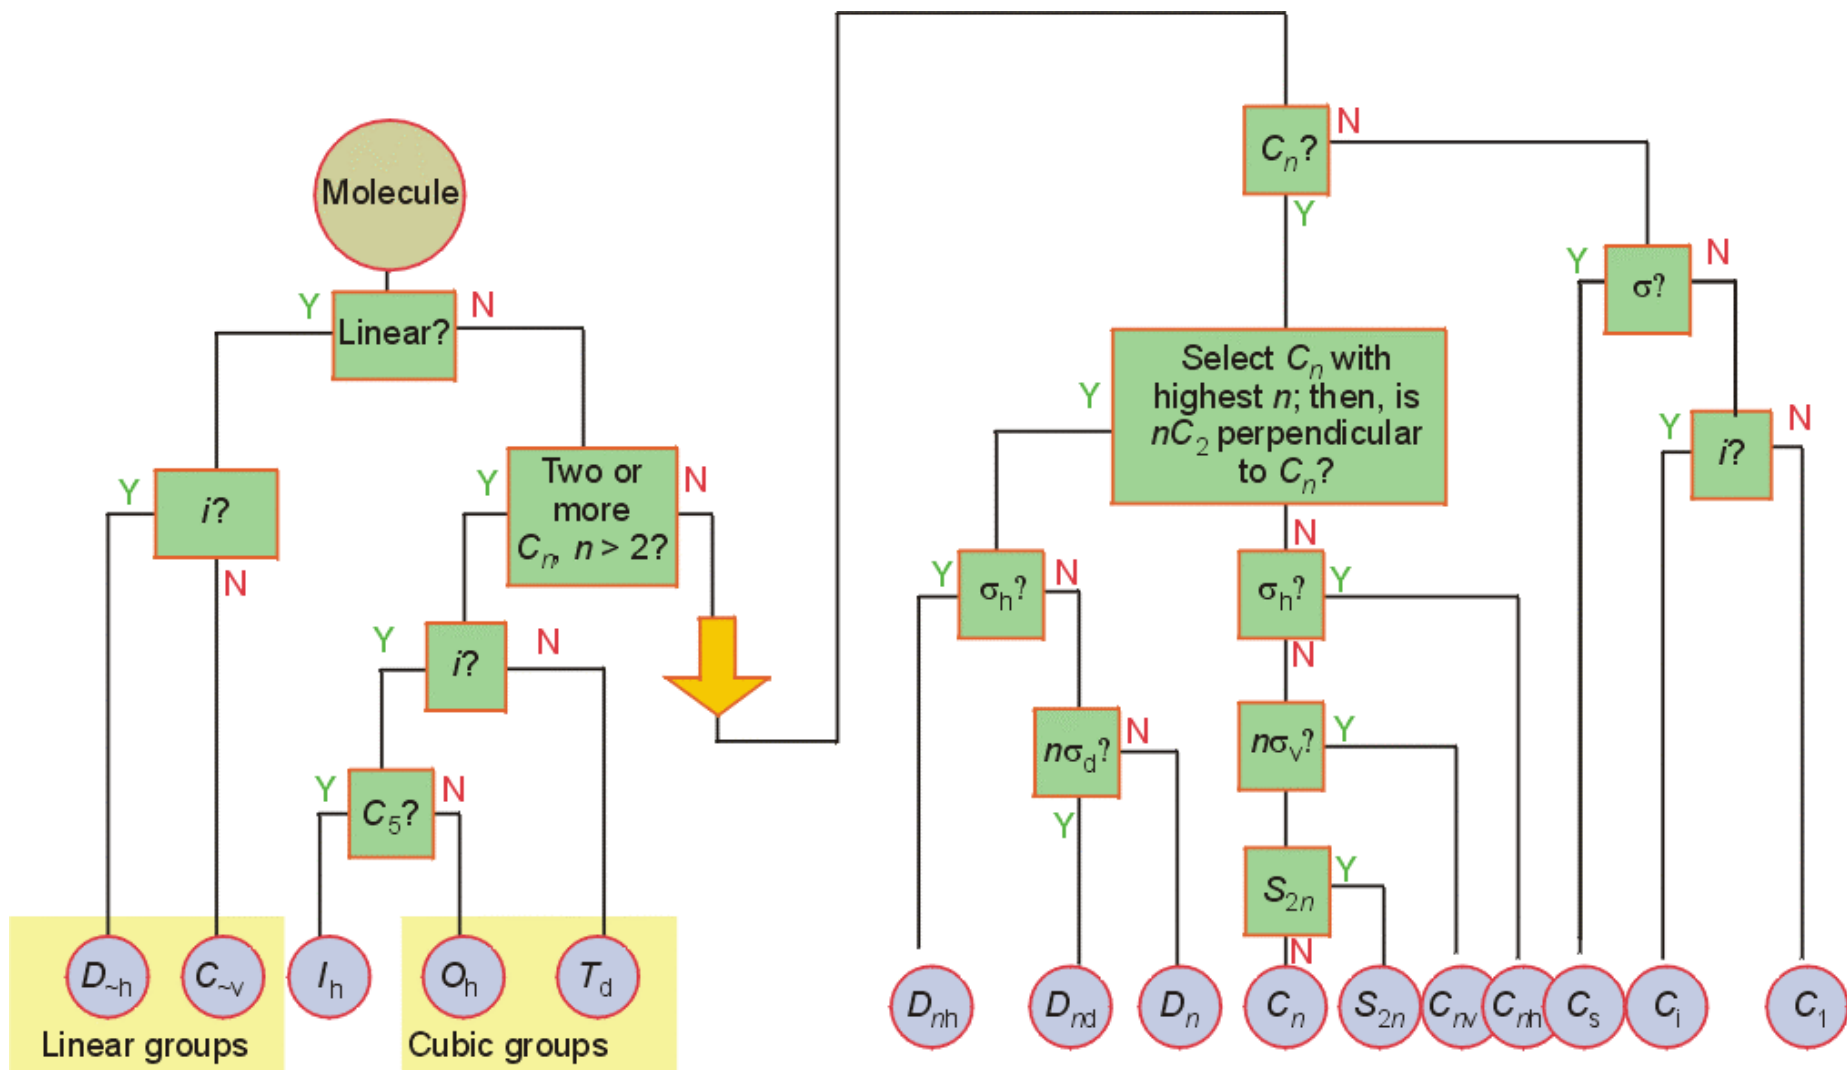 Molecule
Y
N
Linear?
Y
i?
N
Y
Two or
more
Cn, n > 2?
N
Y
i?
N
Y
C5?
N
D~h
C~v
Ih
Oh
Td
Linear groups
Cubic groups
Cn?
N
Y
Y
σ?
N
Y
i?
N
Y
Select Cn with
highest n; then, is
nC2 perpendicular
to Cn?
N
Y
σh?
N
σh?
Y
N
nσd?
N
Y
nσv?
Y
S2n
Y
N
Dnh
Dnd
Dn
Cn
S2n
Cnv
Cnh
Cs
Ci
C1